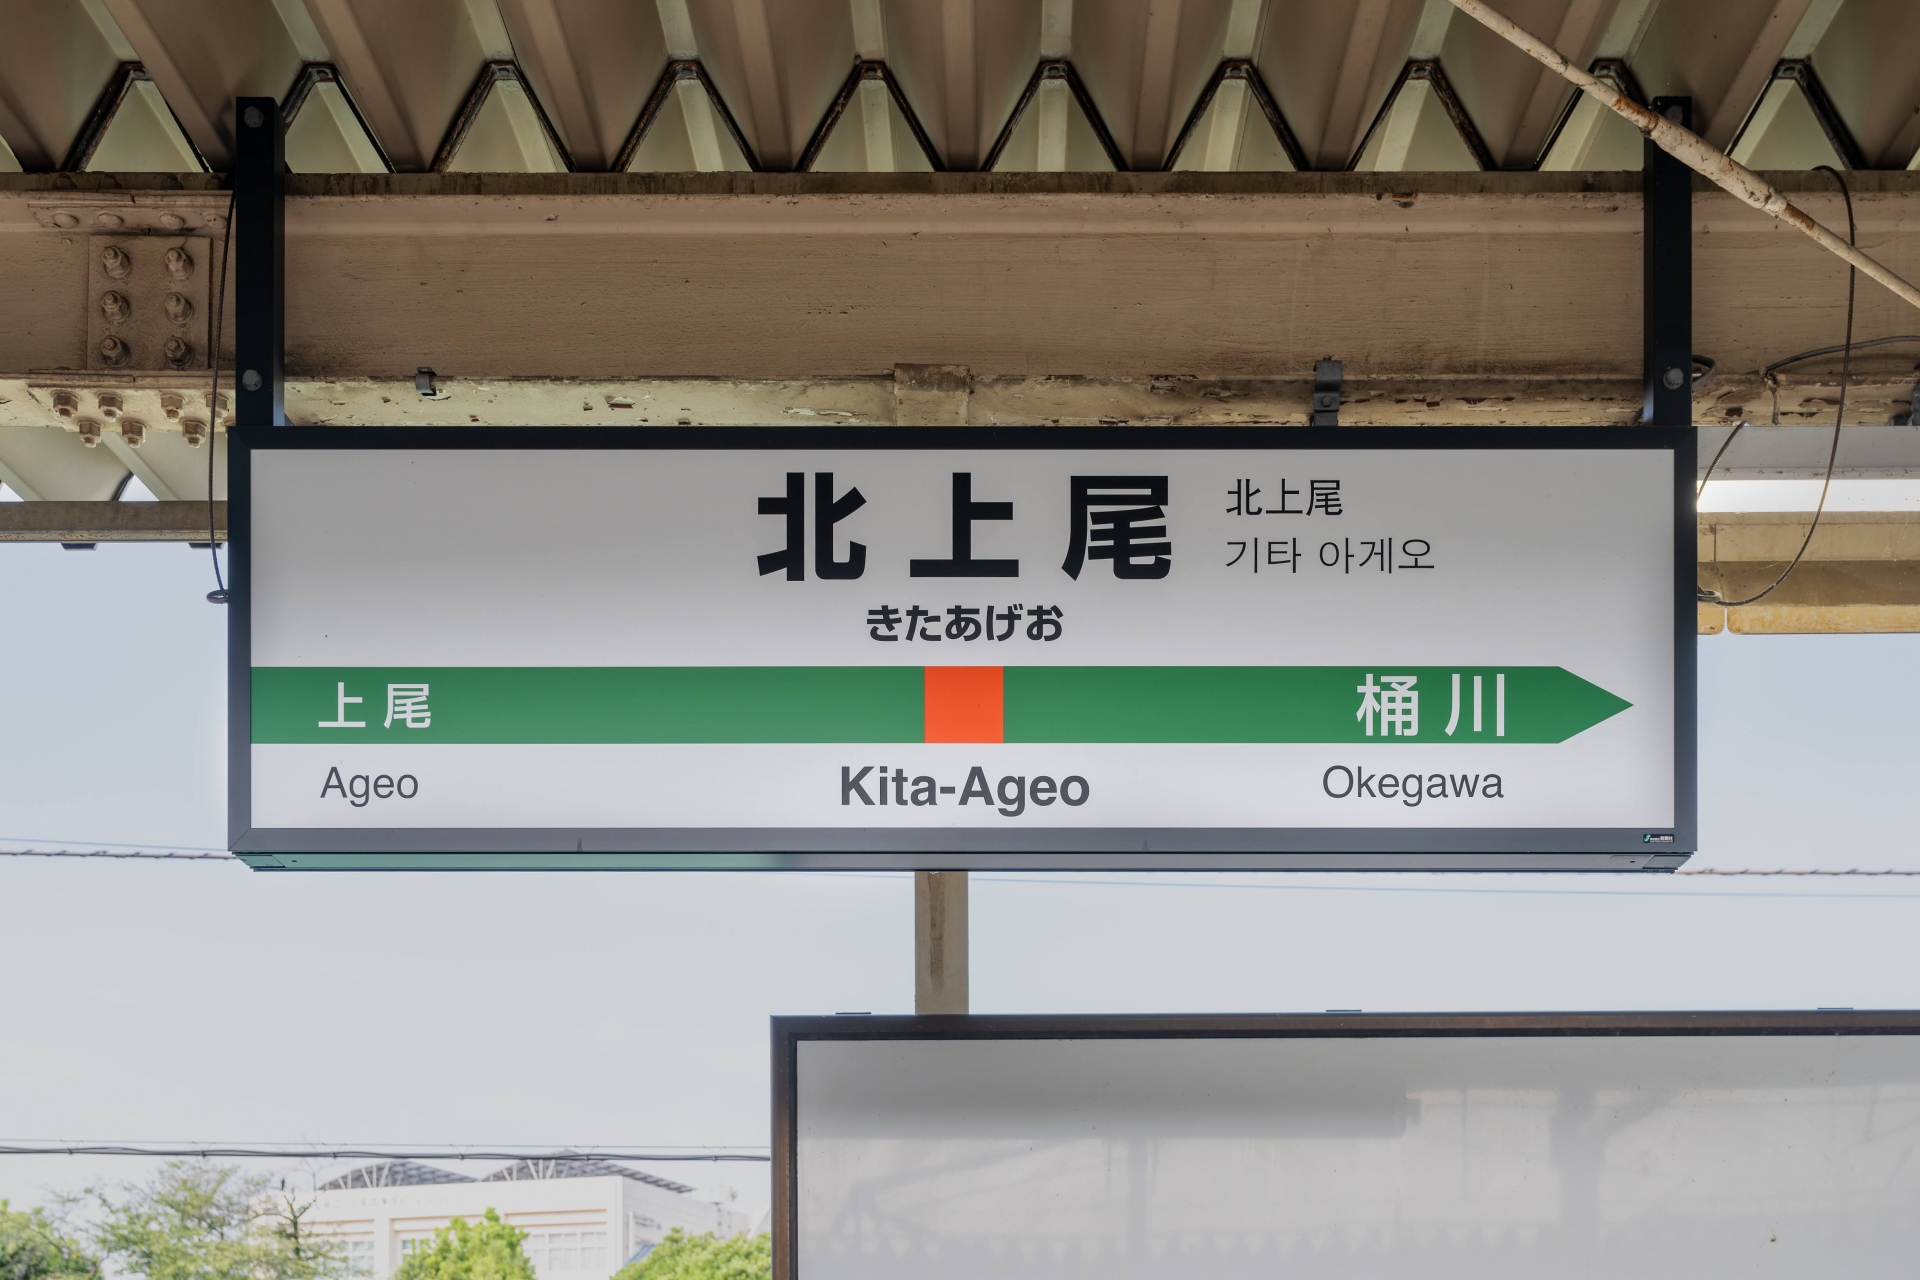 北上尾
北上尾
기타 아게오
きたあげお
上尾
桶川
Ageo
Kita-Ageo
Okegawa